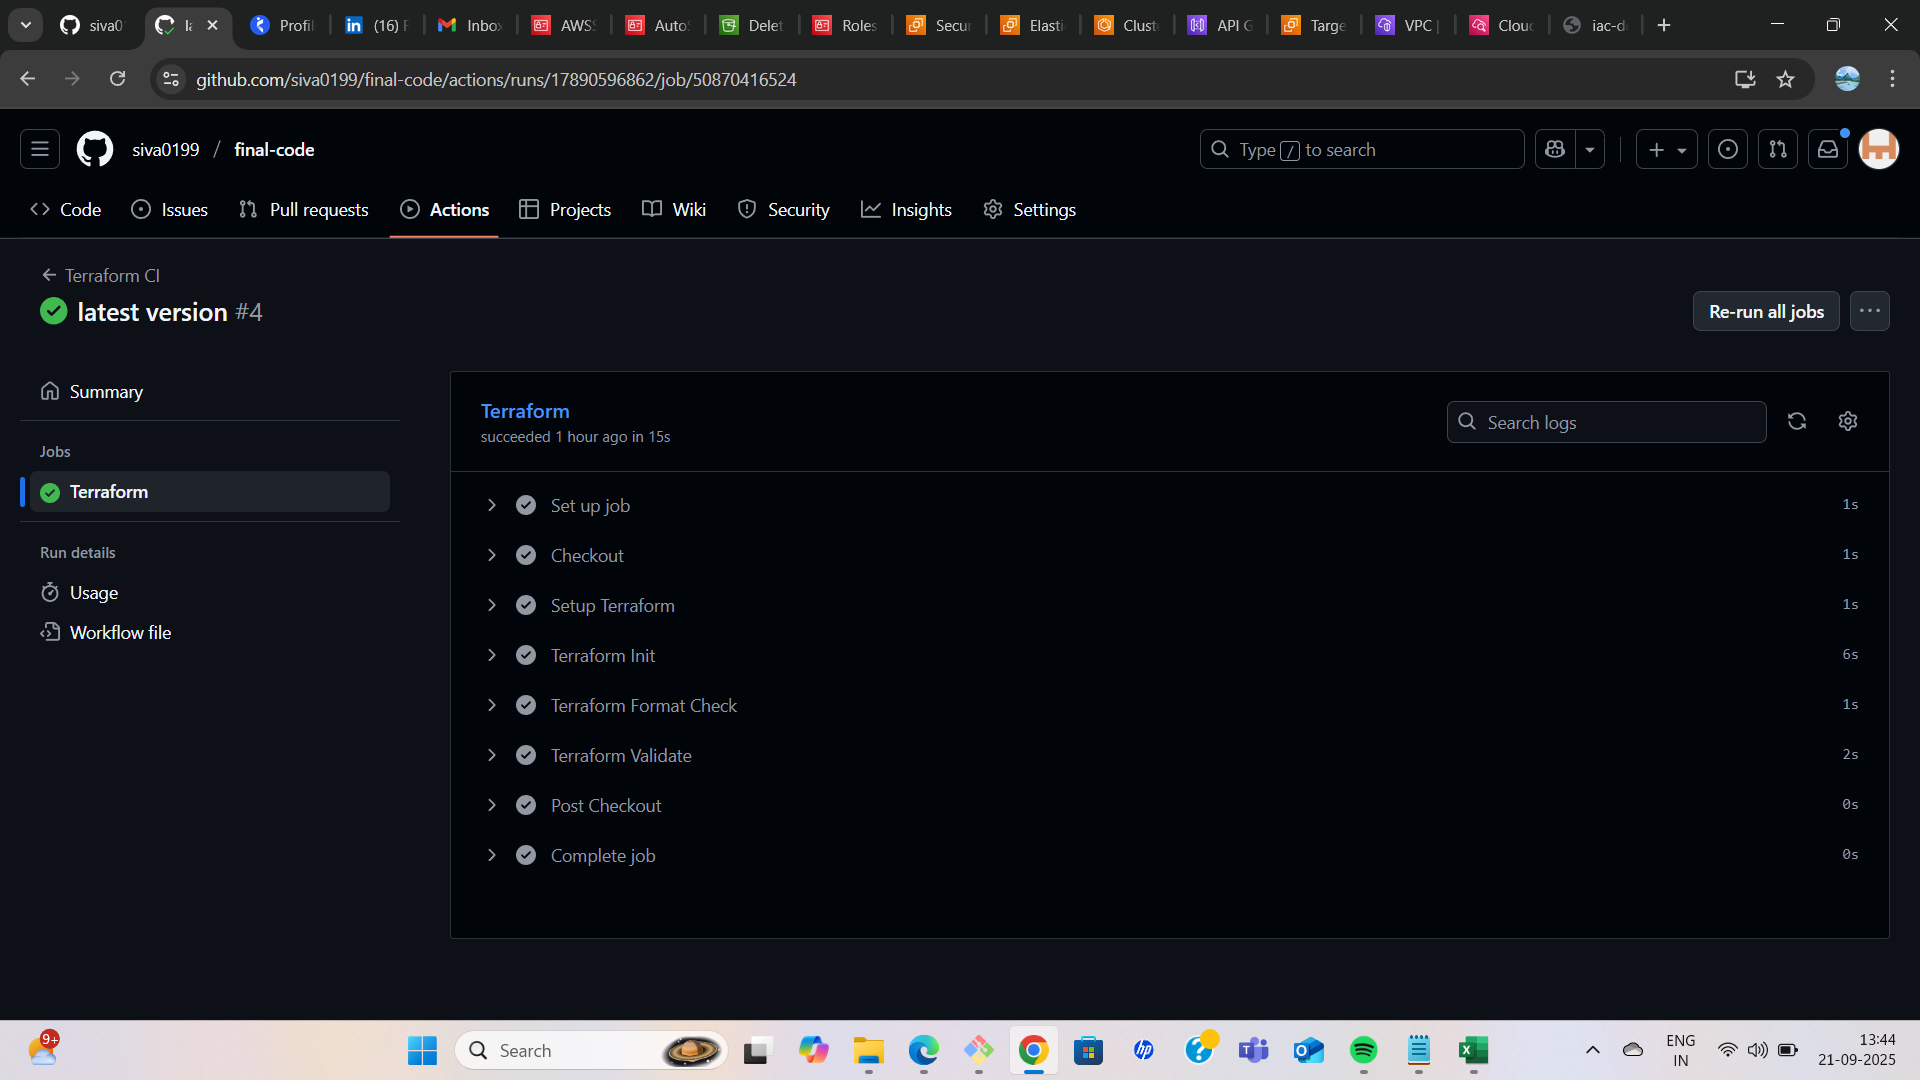 siva0
la
Profil
(16) F
Inbox
AWSS
AutoS
Delet
Roles
Secur
Elasti
Clust
API G
Targe
VPC |
Cloud
iac-d
github.com/siva0199/final-code/actions/runs/17890596862/job/50870416524
siva0199 / final-code
Type / to search
Code
Issues
Pull requests
Actions
Projects
Wiki
Security
Insights
Settings
Terraform CI
latest version #4
Re-run all jobs
Summary
Jobs
Terraform
Run details
Usage
Workflow file
Terraform
succeeded 1 hour ago in 15s
Search logs
Set up job 1s
Checkout 1s
Setup Terraform 1s
Terraform Init 6s
Terraform Format Check 1s
Terraform Validate 2s
Post Checkout 0s
Complete job 0s
9+
Search
hp
ENG
IN
13:44
21-09-2025